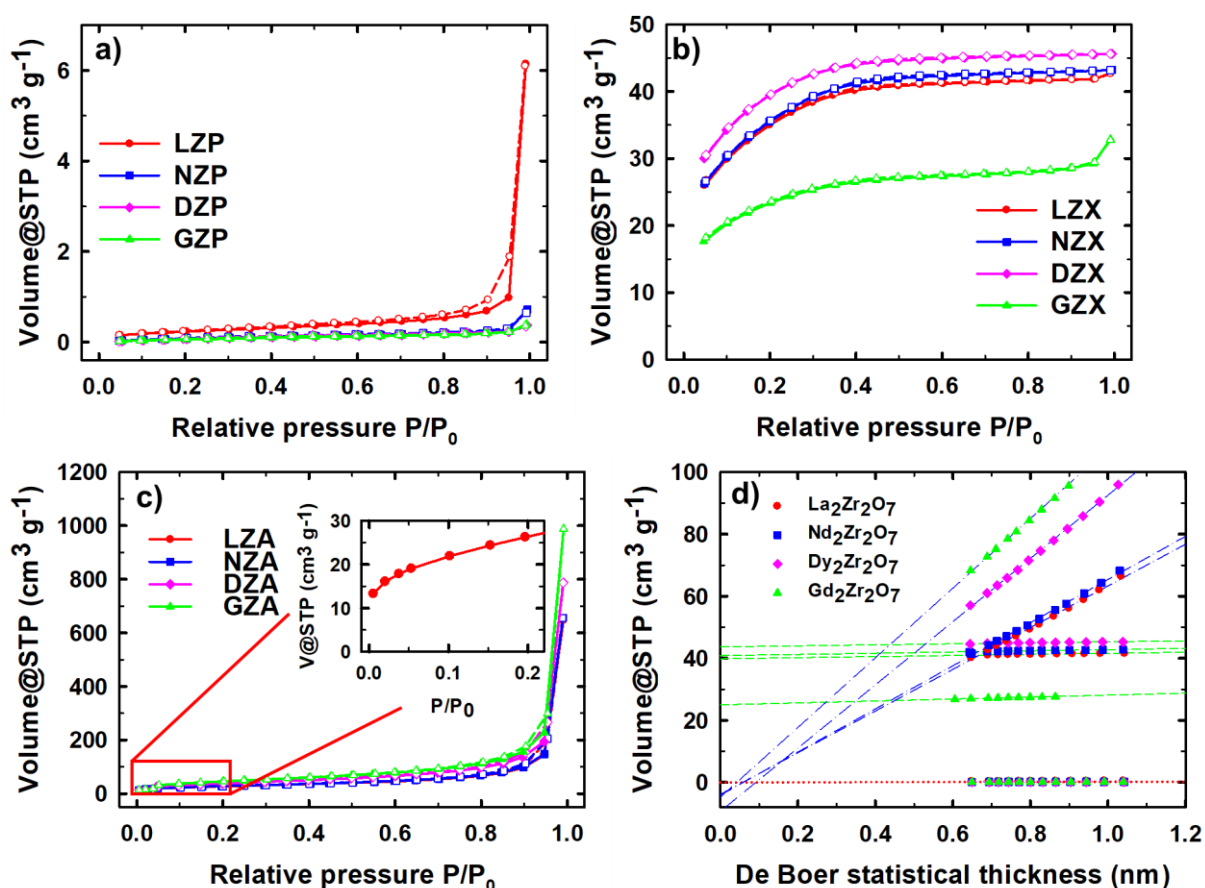 a)
Volume@STP (cm³ g⁻¹)
6
4
2
0
LZP
NZP
DZP
GZP
0.0 0.2 0.4 0.6 0.8 1.0
Relative pressure P/P₀
b)
Volume@STP (cm³ g⁻¹)
50
40
30
20
10
0
LZX
NZX
DZX
GZX
0.0 0.2 0.4 0.6 0.8 1.0
Relative pressure P/P₀
c)
Volume@STP (cm³ g⁻¹)
1200
1000
800
600
400
200
0
LZA
NZA
DZA
GZA
V@STP (cm³ g⁻¹)
30
20
10
0
0.0 0.1 0.2
P/P₀
0.0 0.2 0.4 0.6 0.8 1.0
Relative pressure P/P₀
d)
Volume@STP (cm³ g⁻¹)
100
80
60
40
20
0
La₂Zr₂O₇
Nd₂Zr₂O₇
Dy₂Zr₂O₇
Gd₂Zr₂O₇
0.0 0.2 0.4 0.6 0.8 1.0 1.2
De Boer statistical thickness (nm)